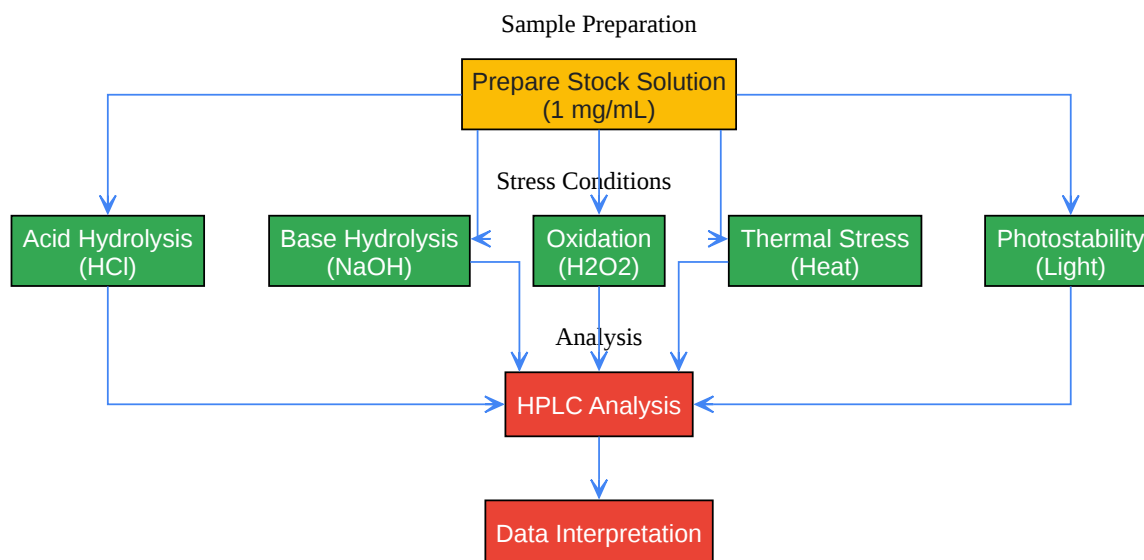 Sample Preparation
Prepare Stock Solution
(1 mg/mL)
Stress Conditions
Acid Hydrolysis
(HCl)
Base Hydrolysis
(NaOH)
Oxidation
(H2O2)
Thermal Stress
(Heat)
Photostability
(Light)
Analysis
HPLC Analysis
Data Interpretation